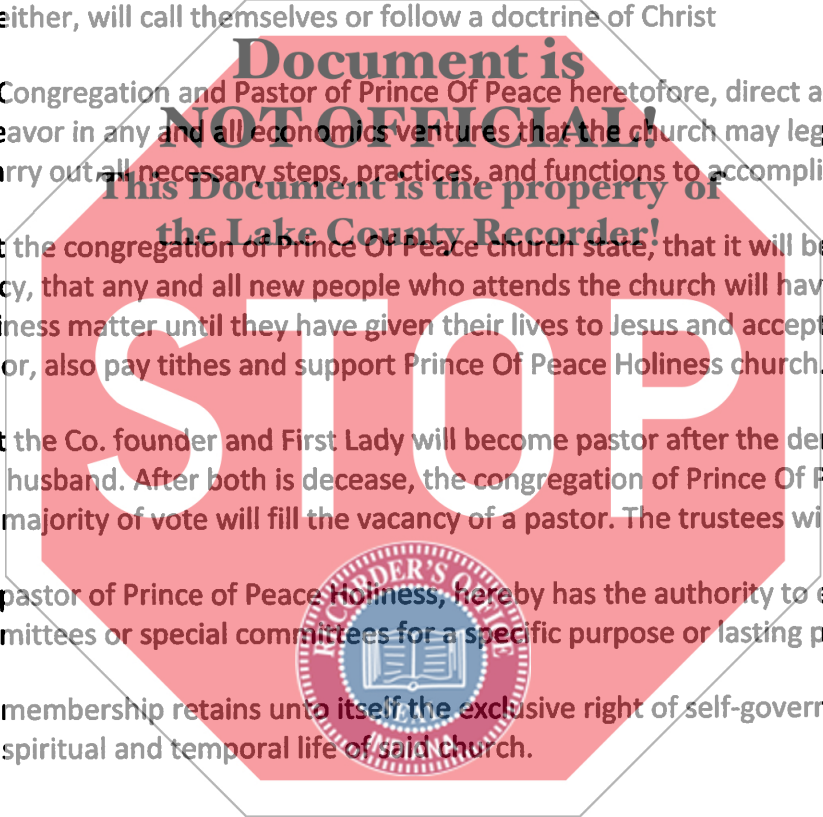 either, will call themselves or follow a doctrine of Christ
Document is
Congregation and Pastor of Prince Of Peace heretofore, direct a
NOT OFFICIAL!
eavor in any and all economics ventures that the church may leg
rry out all necessary steps, practices, and functions to accompli
This Document is the property of
the Lake County Recorder!
t the congregation of Prince Of Peace church state, that it will be
cy, that any and all new people who attends the church will hav
iness matter until they have given their lives to Jesus and accept
or, also pay tithes and support Prince Of Peace Holiness church.
STOP
t the Co. founder and First Lady will become pastor after the de
husband. After both is decease, the congregation of Prince Of P
majority of vote will fill the vacancy of a pastor. The trustees wi
pastor of Prince of Peace Holiness, hereby has the authority to e
mittees or special committees for a specific purpose or lasting p
RECORDER'S OFFICE
INDIANA
membership retains unto itself the exclusive right of self-govern
spiritual and temporal life of said church.